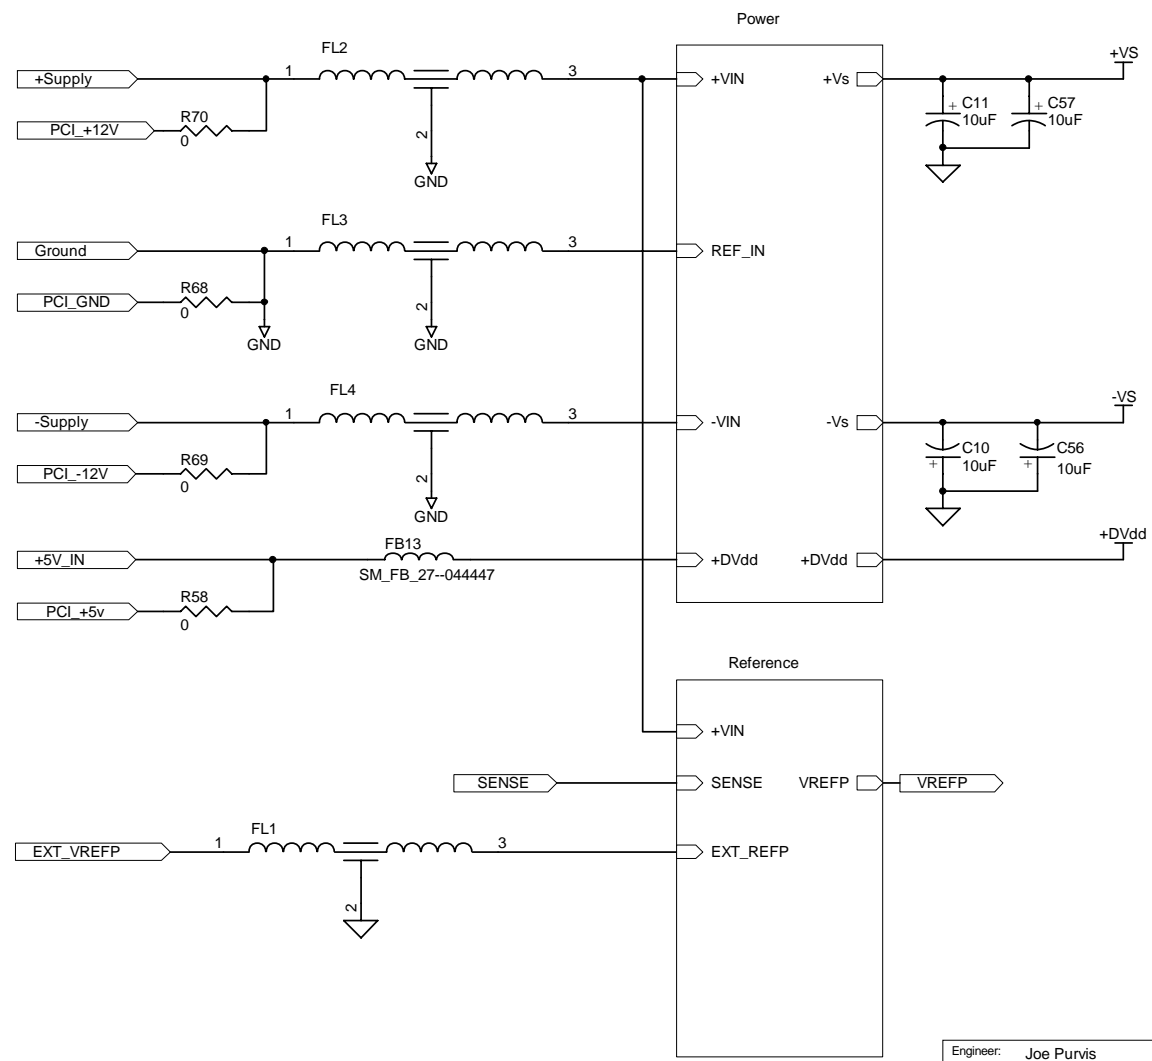 Power
+Supply
1
FL2
3
+VIN
+Vs
+VS
PCI_+12V
R70
0
2
GND
+
C11
10uF
+
C57
10uF
Ground
1
FL3
3
REF_IN
PCI_GND
R68
0
GND
2
GND
-Supply
1
FL4
3
-VIN
-Vs
-VS
PCI_-12V
R69
0
2
GND
+
C10
10uF
+
C56
10uF
+5V_IN
FB13
SM_FB_27--044447
+DVdd
+DVdd
+DVdd
PCI_+5v
R58
0
Reference
+VIN
SENSE
SENSE
VREFP
VREFP
EXT_VREFP
1
FL1
3
EXT_REFP
2
Engineer: Joe Purvis